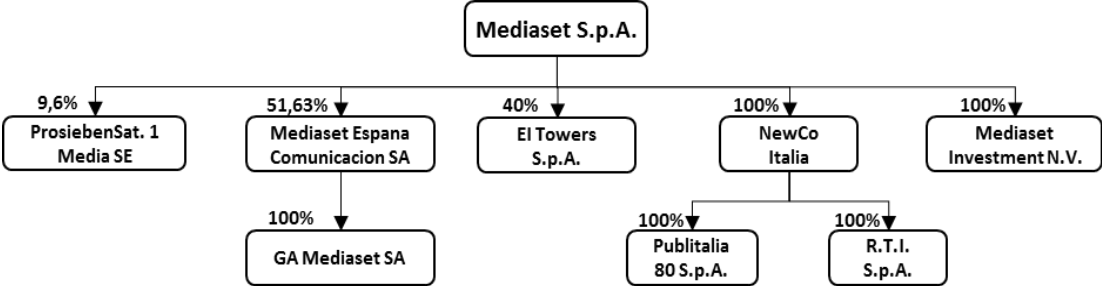 Mediaset S.p.A.
9,6%
51,63%
40%
100%
100%
ProsiebenSat. 1
Media SE
Mediaset Espana
Comunicacion SA
EI Towers
S.p.A.
NewCo
Italia
Mediaset
Investment N.V.
100%
100%
100%
GA Mediaset SA
Publitalia
80 S.p.A.
R.T.I.
S.p.A.